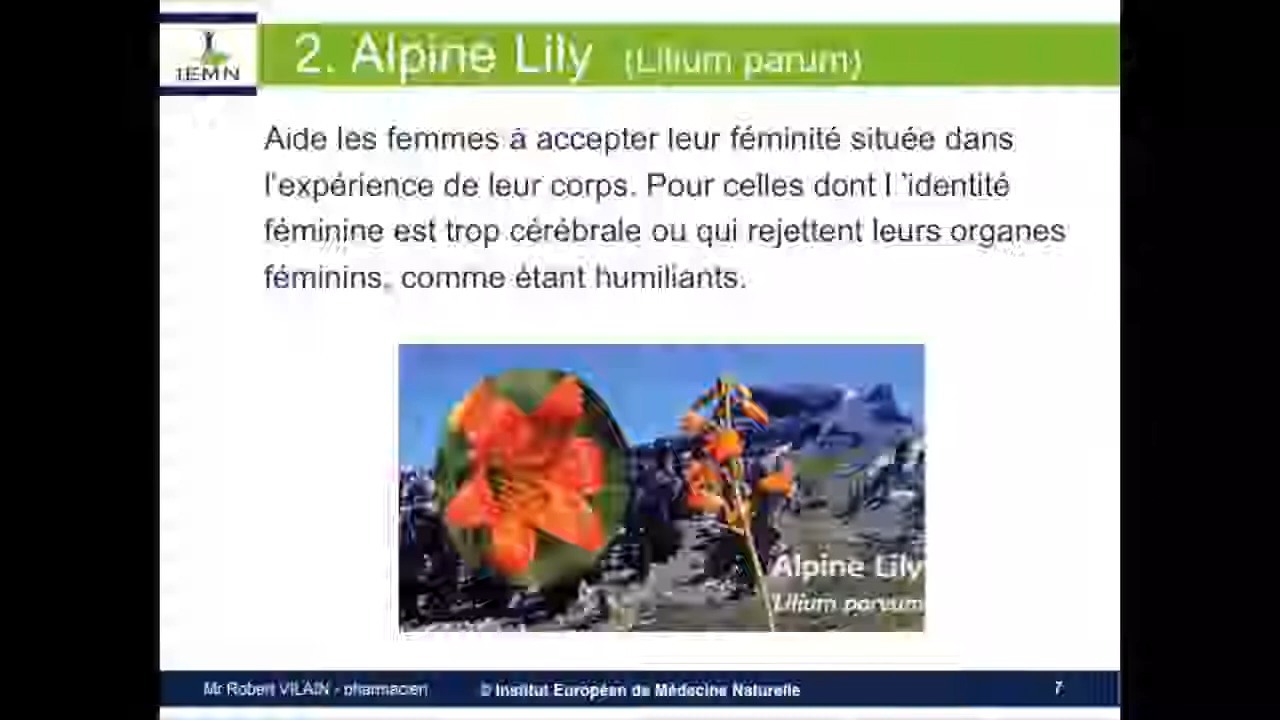 IEMN
2. Alpine Lily (Lilium parum)
Aide les femmes à accepter leur féminité située dans
l'expérience de leur corps. Pour celles dont l 'identité
féminine est trop cérébrale ou qui rejettent leurs organes
féminins, comme étant humiliants.
Alpine Lily
Lilium parvum
Mr Robert VILAIN - pharmacien © Institut Européen de Médecine Naturelle 7